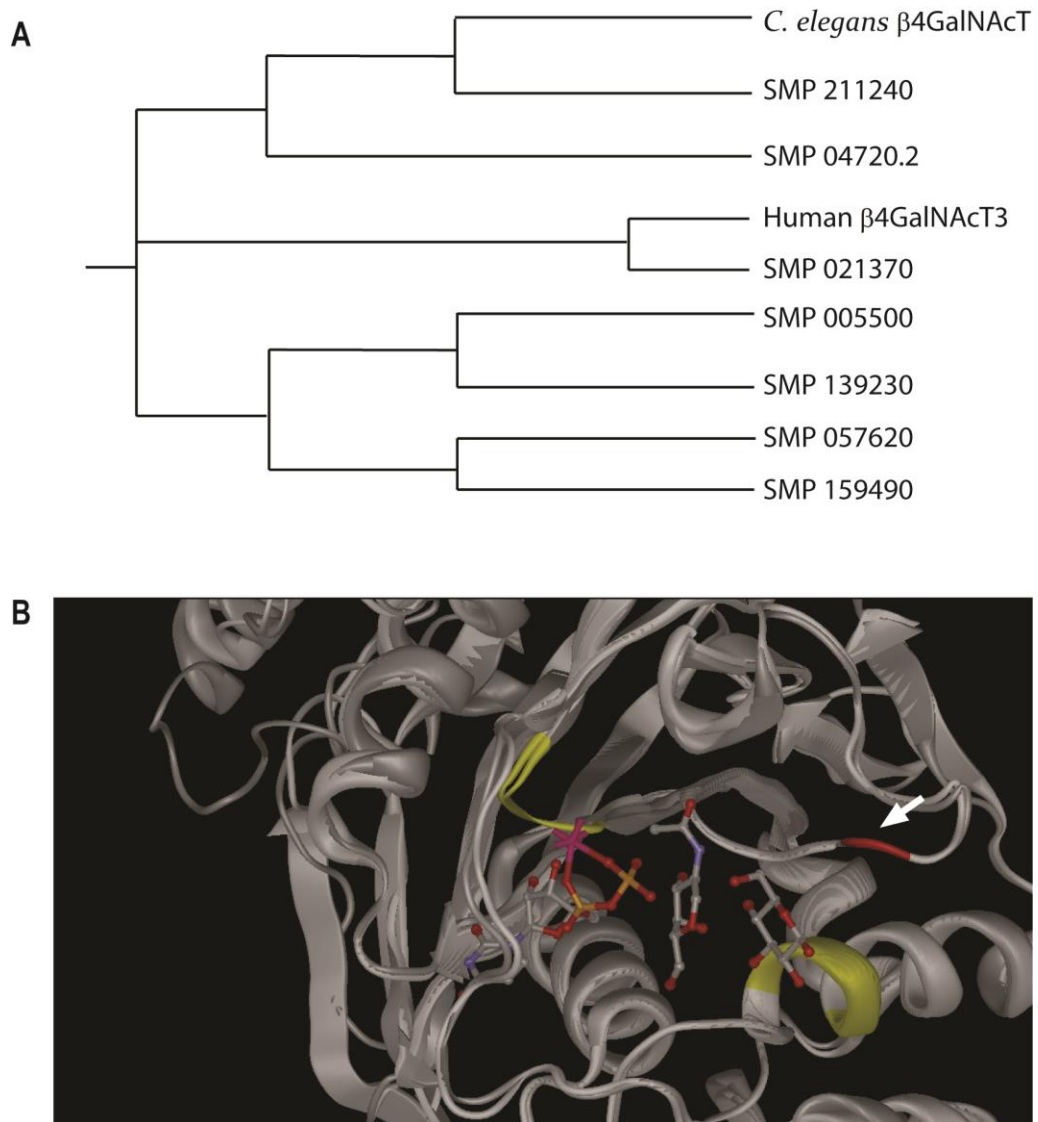 A
C. elegans β4GalNAcT
SMP 211240
SMP 04720.2
Human β4GalNAcT3
SMP 021370
SMP 005500
SMP 139230
SMP 057620
SMP 159490
B